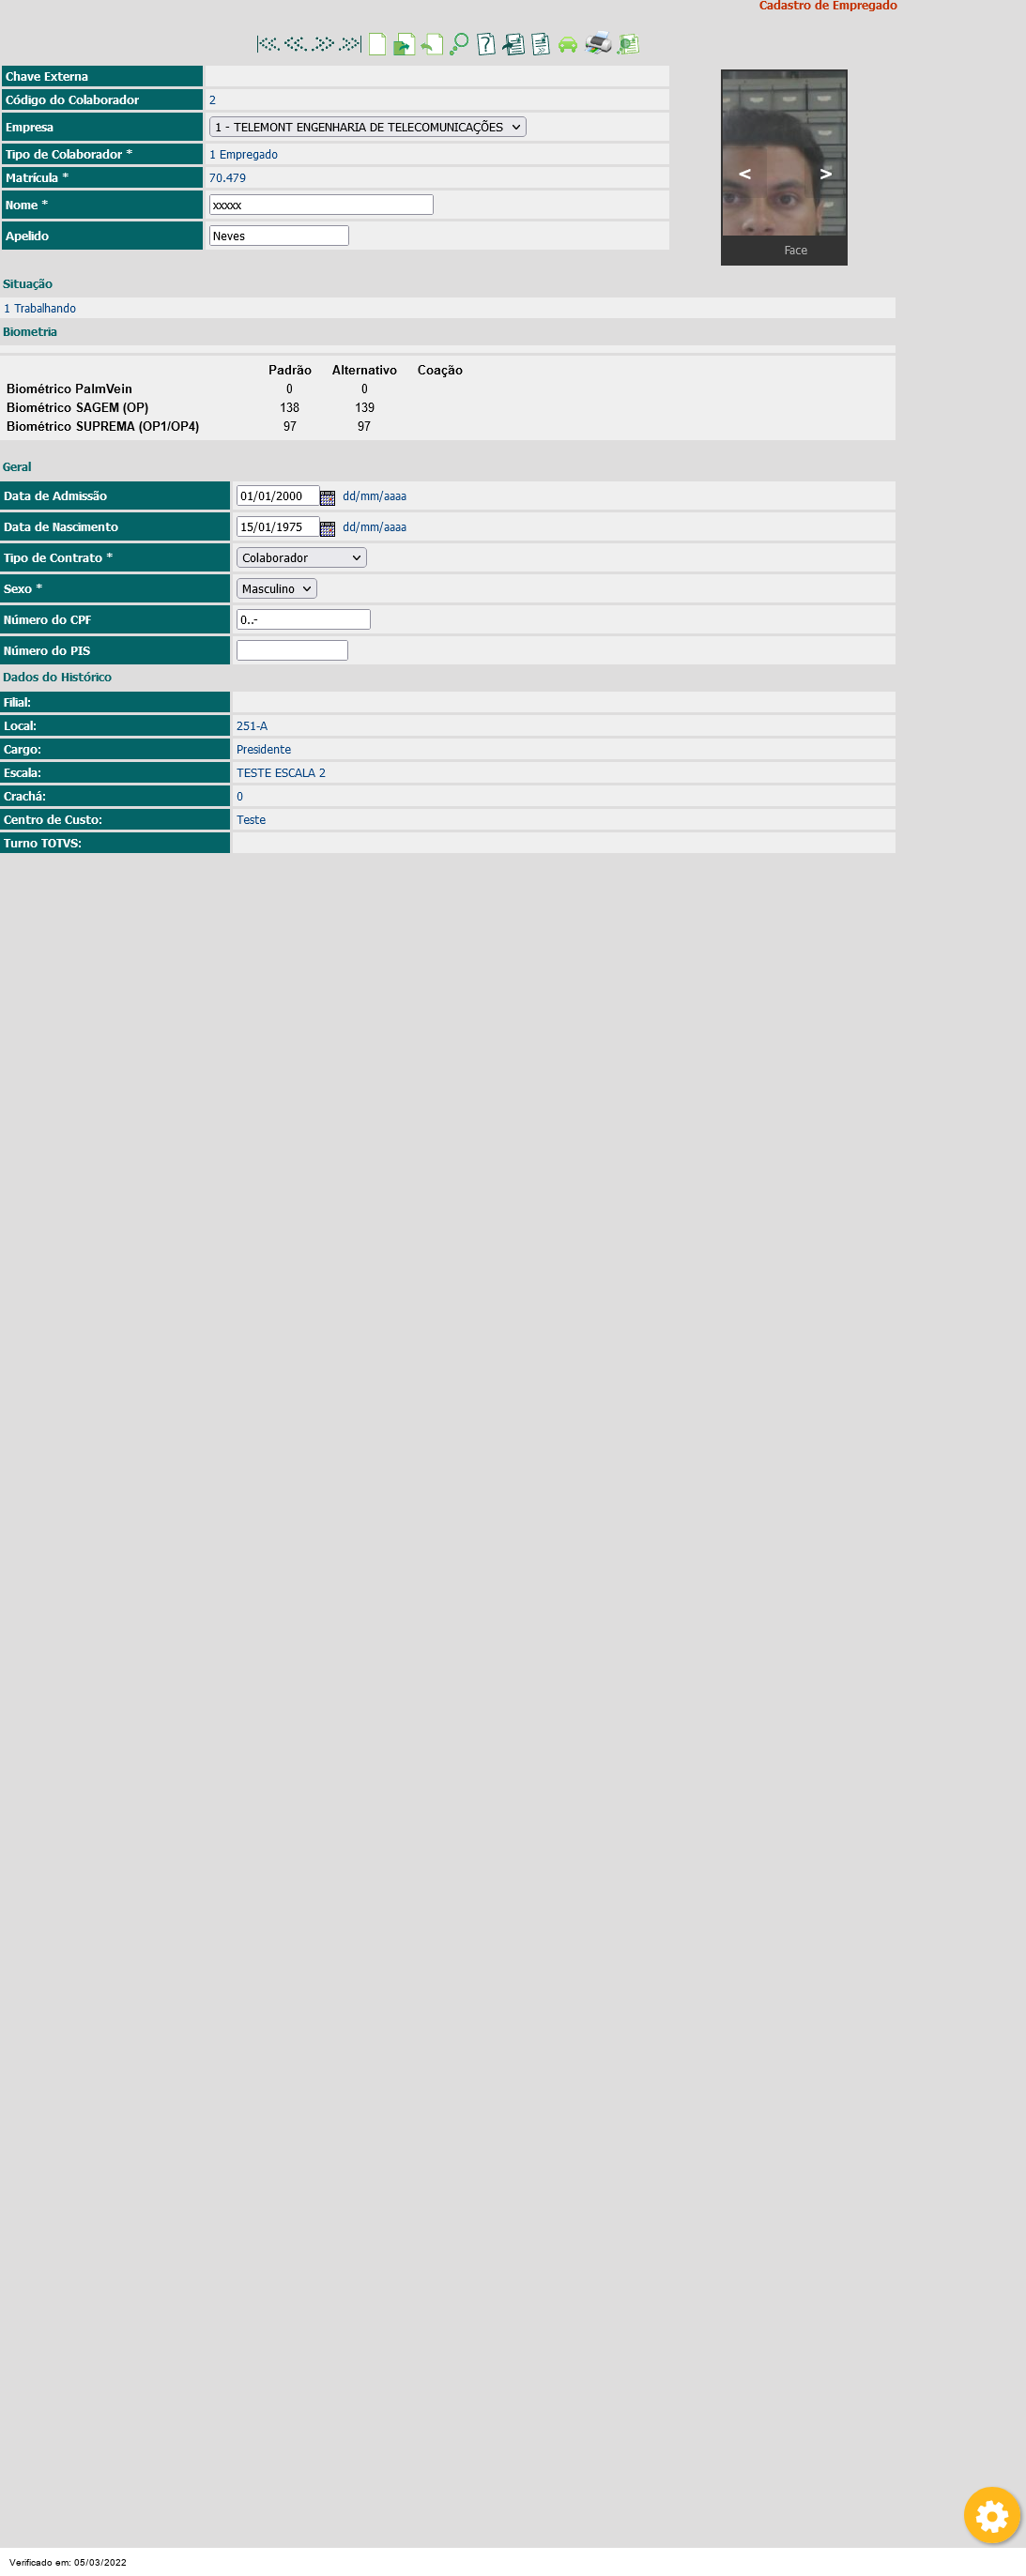 Cadastro de Empregado
Chave Externa
Código do Colaborador 2
Empresa 1 - TELEMONT ENGENHARIA DE TELECOMUNICAÇÕES
Tipo de Colaborador * 1 Empregado
Matrícula * 70.479
Nome * xxxxx
Apelido Neves
< >
Face
Situação
1 Trabalhando
Biometria
Padrão Alternativo Coação
Biométrico PalmVein 0 0
Biométrico SAGEM (OP) 138 139
Biométrico SUPREMA (OP1/OP4) 97 97
Geral
Data de Admissão 01/01/2000 dd/mm/aaaa
Data de Nascimento 15/01/1975 dd/mm/aaaa
Tipo de Contrato * Colaborador
Sexo * Masculino
Número do CPF 0..-
Número do PIS
Dados do Histórico
Filial:
Local: 251-A
Cargo: Presidente
Escala: TESTE ESCALA 2
Crachá: 0
Centro de Custo: Teste
Turno TOTVS:
Verificado em: 05/03/2022